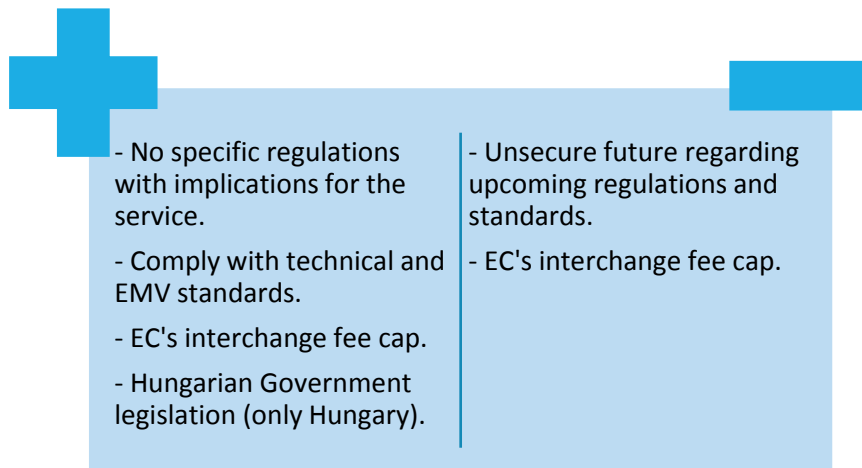 - No specific regulations
with implications for the
service.
- Comply with technical and
EMV standards.
- EC's interchange fee cap.
- Hungarian Government
legislation (only Hungary).
- Unsecure future regarding
upcoming regulations and
standards.
- EC's interchange fee cap.